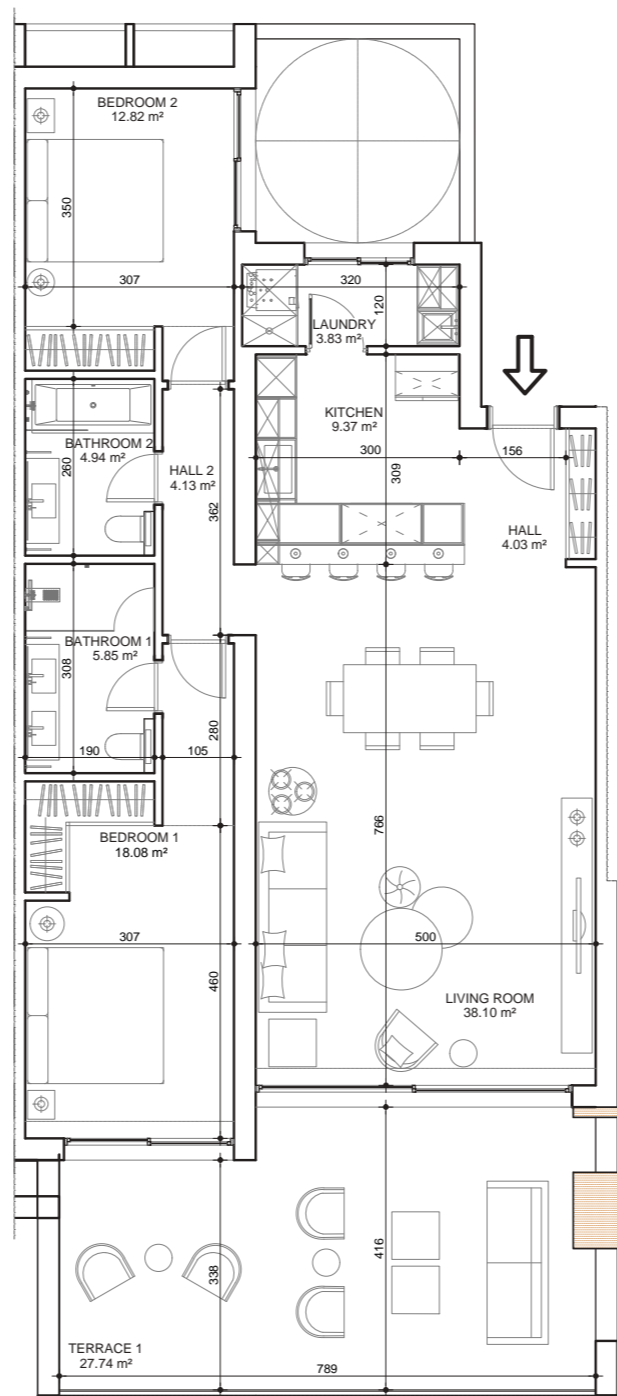 BEDROOM 2
12.82 m²
350
307
320
120
LAUNDRY
3.83 m²
KITCHEN
9.37 m²
300
156
309
BATHROOM 2
4.94 m²
260
HALL 2
4.13 m²
362
HALL
4.03 m²
BATHROOM 1
5.85 m²
308
280
190
105
766
BEDROOM 1
18.08 m²
307
500
460
LIVING ROOM
38.10 m²
416
338
TERRACE 1
27.74 m²
789